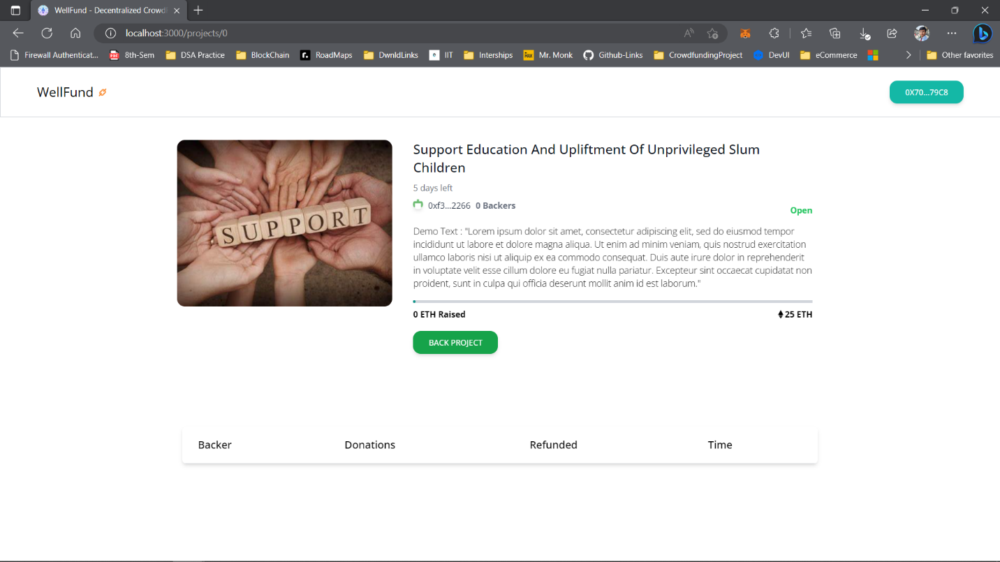 WellFund - Decentralized Crowdf
localhost:3000/projects/0
Firewall Authenticat... 8th-Sem DSA Practice BlockChain RoadMaps DwnldLinks IIT Interships Mr. Monk Github-Links CrowdfundingProject DevUI eCommerce Other favorites
WellFund
0X70...79C8
Support Education And Upliftment Of Unprivileged Slum
Children
5 days left
0xf3...2266 0 Backers
Open
SUPPORT
Demo Text : "Lorem ipsum dolor sit amet, consectetur adipiscing elit, sed do eiusmod tempor
incididunt ut labore et dolore magna aliqua. Ut enim ad minim veniam, quis nostrud exercitation
ullamco laboris nisi ut aliquip ex ea commodo consequat. Duis aute irure dolor in reprehenderit
in voluptate velit esse cillum dolore eu fugiat nulla pariatur. Excepteur sint occaecat cupidatat non
proident, sunt in culpa qui officia deserunt mollit anim id est laborum."
0 ETH Raised
25 ETH
BACK PROJECT
Backer Donations Refunded Time